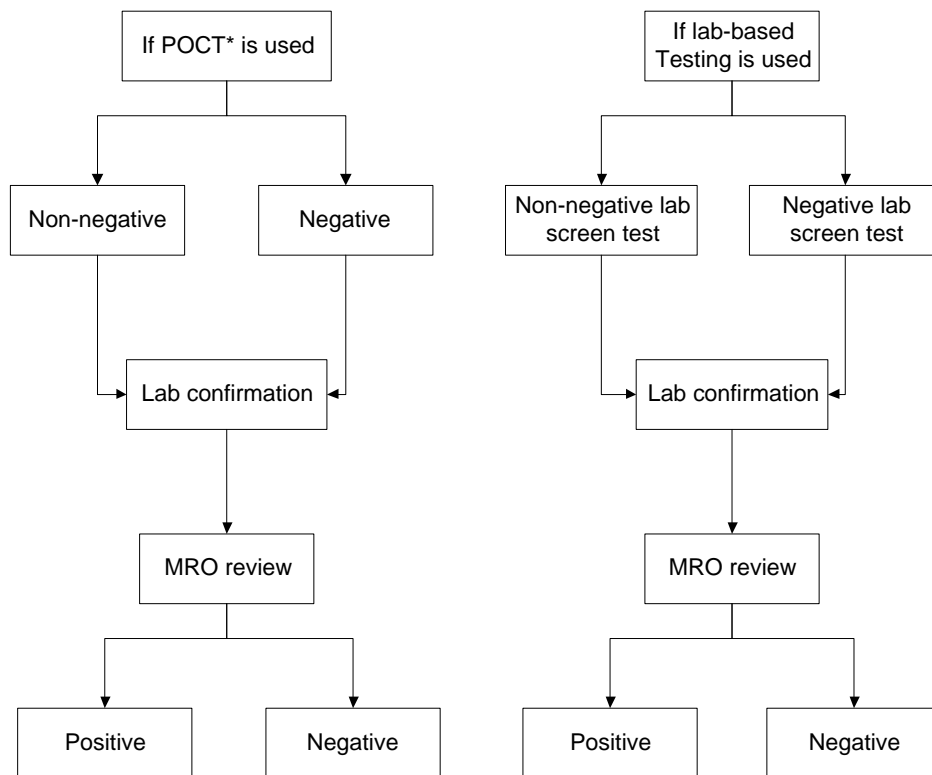 If POCT* is used
Non-negative
Negative
Lab confirmation
MRO review
Positive
Negative
If lab-based
Testing is used
Non-negative lab
screen test
Negative lab
screen test
Lab confirmation
MRO review
Positive
Negative